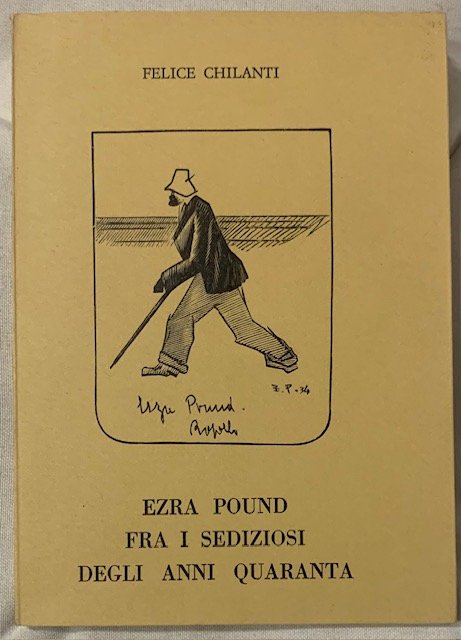 FELICE CHILANTI
E. P - 34
Ezra Pound.
Rapallo
EZRA POUND
FRA I SEDIZIOSI
DEGLI ANNI QUARANTA